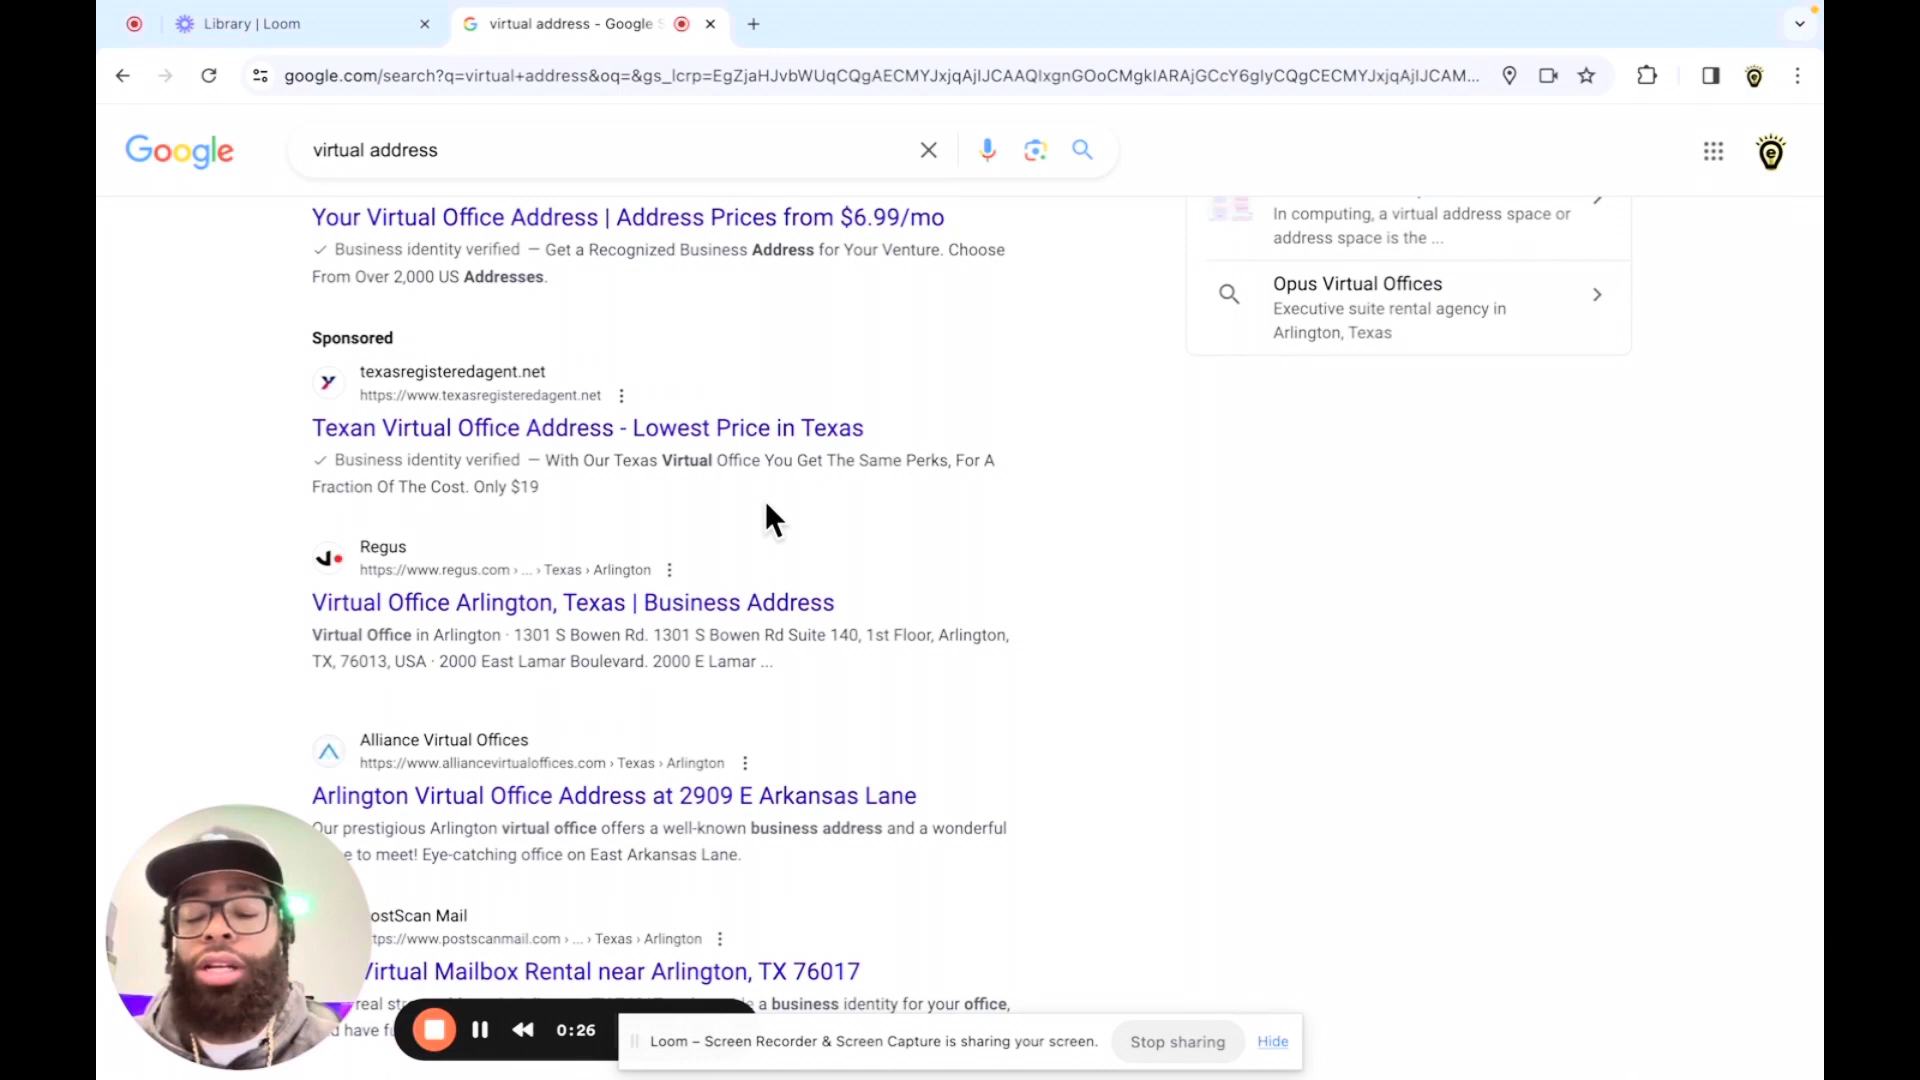 Library | Loom
virtual address - Google S
google.com/search?q=virtual+address&oq=&gs_lcrp=EgZjaHJvbWUqCQgAECMYJxjqAjIJCAAQIxgnGOoCMgkIARAjGCcY6gIyCQgCECMYJxjqAjIJCAM...
Google
virtual address
Your Virtual Office Address | Address Prices from $6.99/mo
Business identity verified — Get a Recognized Business Address for Your Venture. Choose
From Over 2,000 US Addresses.
In computing, a virtual address space or
address space is the ...
Opus Virtual Offices
Executive suite rental agency in
Arlington, Texas
Sponsored
texasregisteredagent.net
https://www.texasregisteredagent.net
Texan Virtual Office Address - Lowest Price in Texas
Business identity verified — With Our Texas Virtual Office You Get The Same Perks, For A
Fraction Of The Cost. Only $19
Regus
https://www.regus.com › ... › Texas › Arlington
Virtual Office Arlington, Texas | Business Address
Virtual Office in Arlington · 1301 S Bowen Rd. 1301 S Bowen Rd Suite 140, 1st Floor, Arlington,
TX, 76013, USA · 2000 East Lamar Boulevard. 2000 E Lamar ...
Alliance Virtual Offices
https://www.alliancevirtualoffices.com › Texas › Arlington
Arlington Virtual Office Address at 2909 E Arkansas Lane
Our prestigious Arlington virtual office offers a well-known business address and a wonderful
e to meet! Eye-catching office on East Arkansas Lane.
ostScan Mail
tps://www.postscanmail.com › ... › Texas › Arlington
Virtual Mailbox Rental near Arlington, TX 76017
real str
a business identity for your office,
d have f
0:26
Loom – Screen Recorder & Screen Capture is sharing your screen.
Stop sharing
Hide